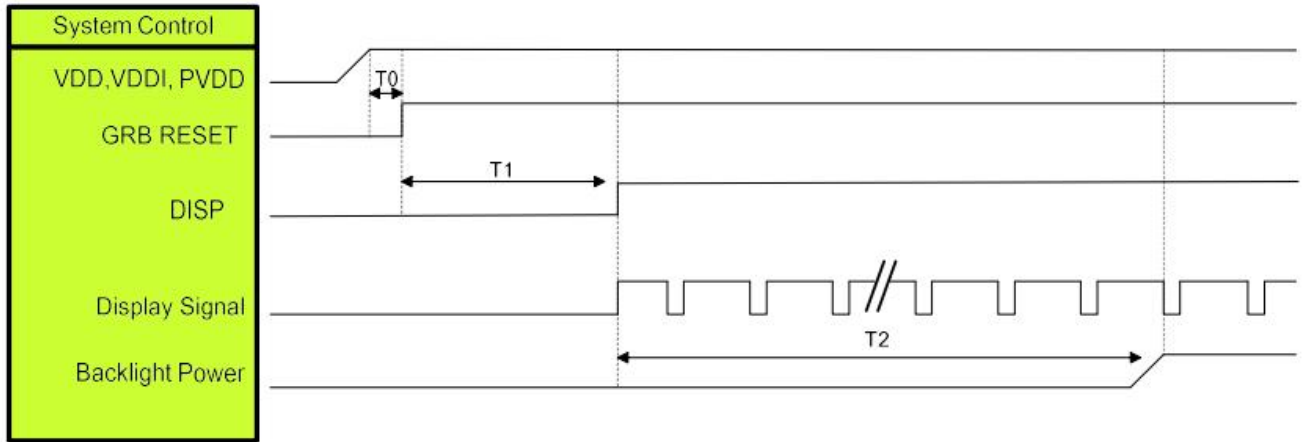 System Control
VDD,VDDI, PVDD
T0
GRB RESET
T1
DISP
Display Signal
T2
Backlight Power